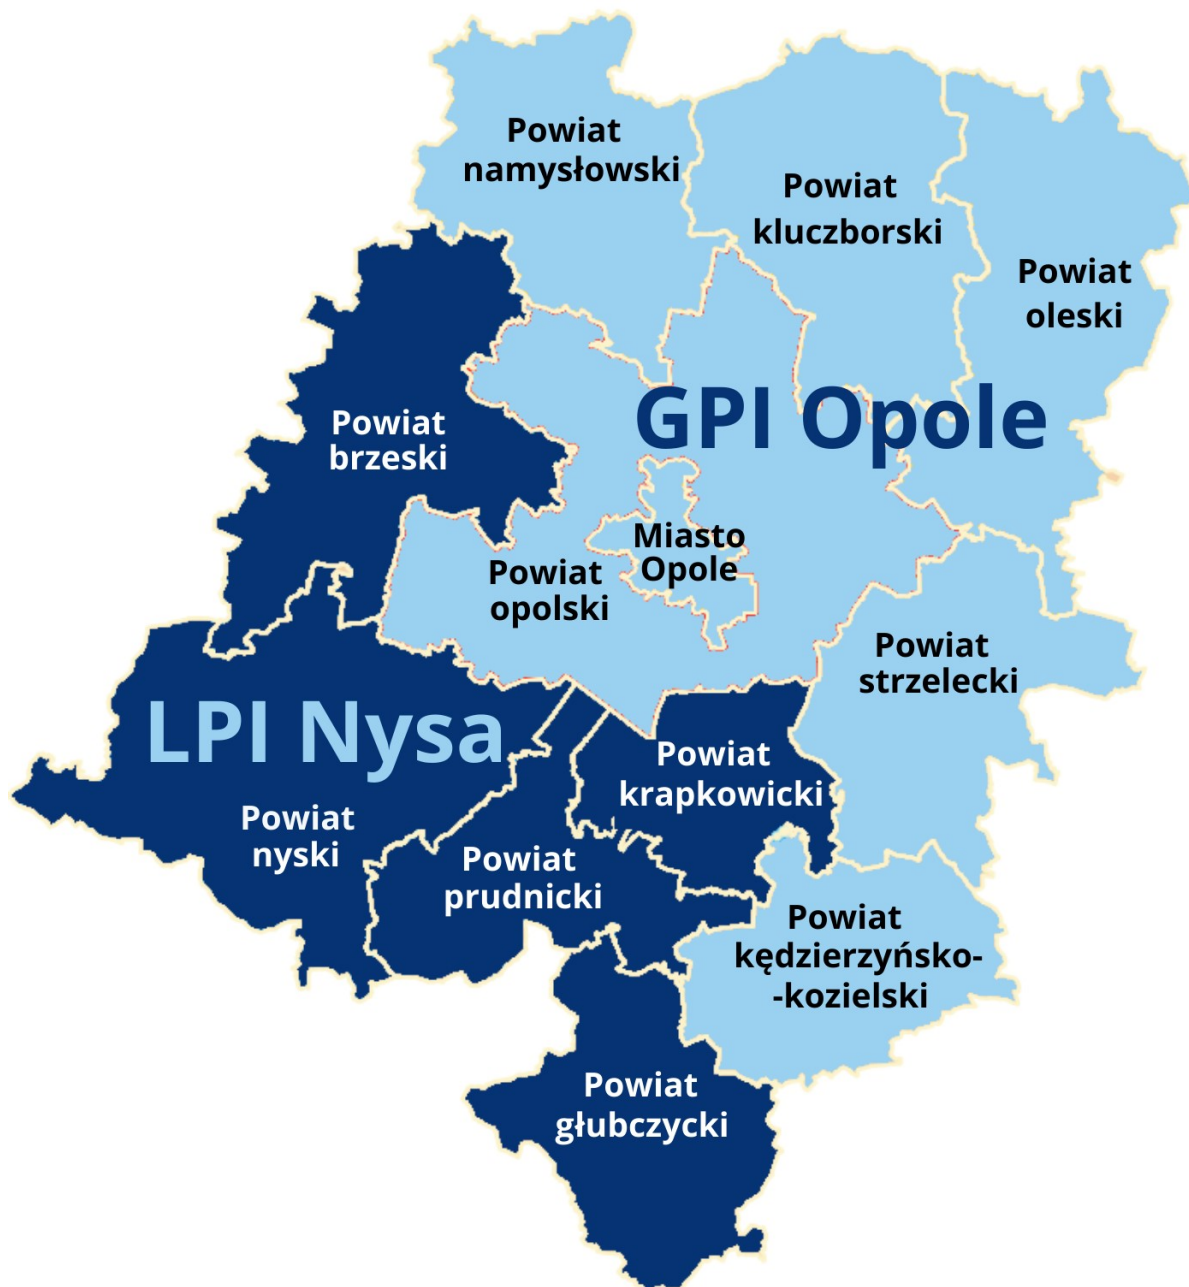 Powiat
namysłowski
Powiat
kluczborski
Powiat
oleski
GPI Opole
Powiat
brzeski
Miasto
Opole
Powiat
opolski
Powiat
strzelecki
LPI Nysa
Powiat
krapkowicki
Powiat
nyski
Powiat
prudnicki
Powiat
kędzierzyńsko-
-kozielski
Powiat
głubczycki